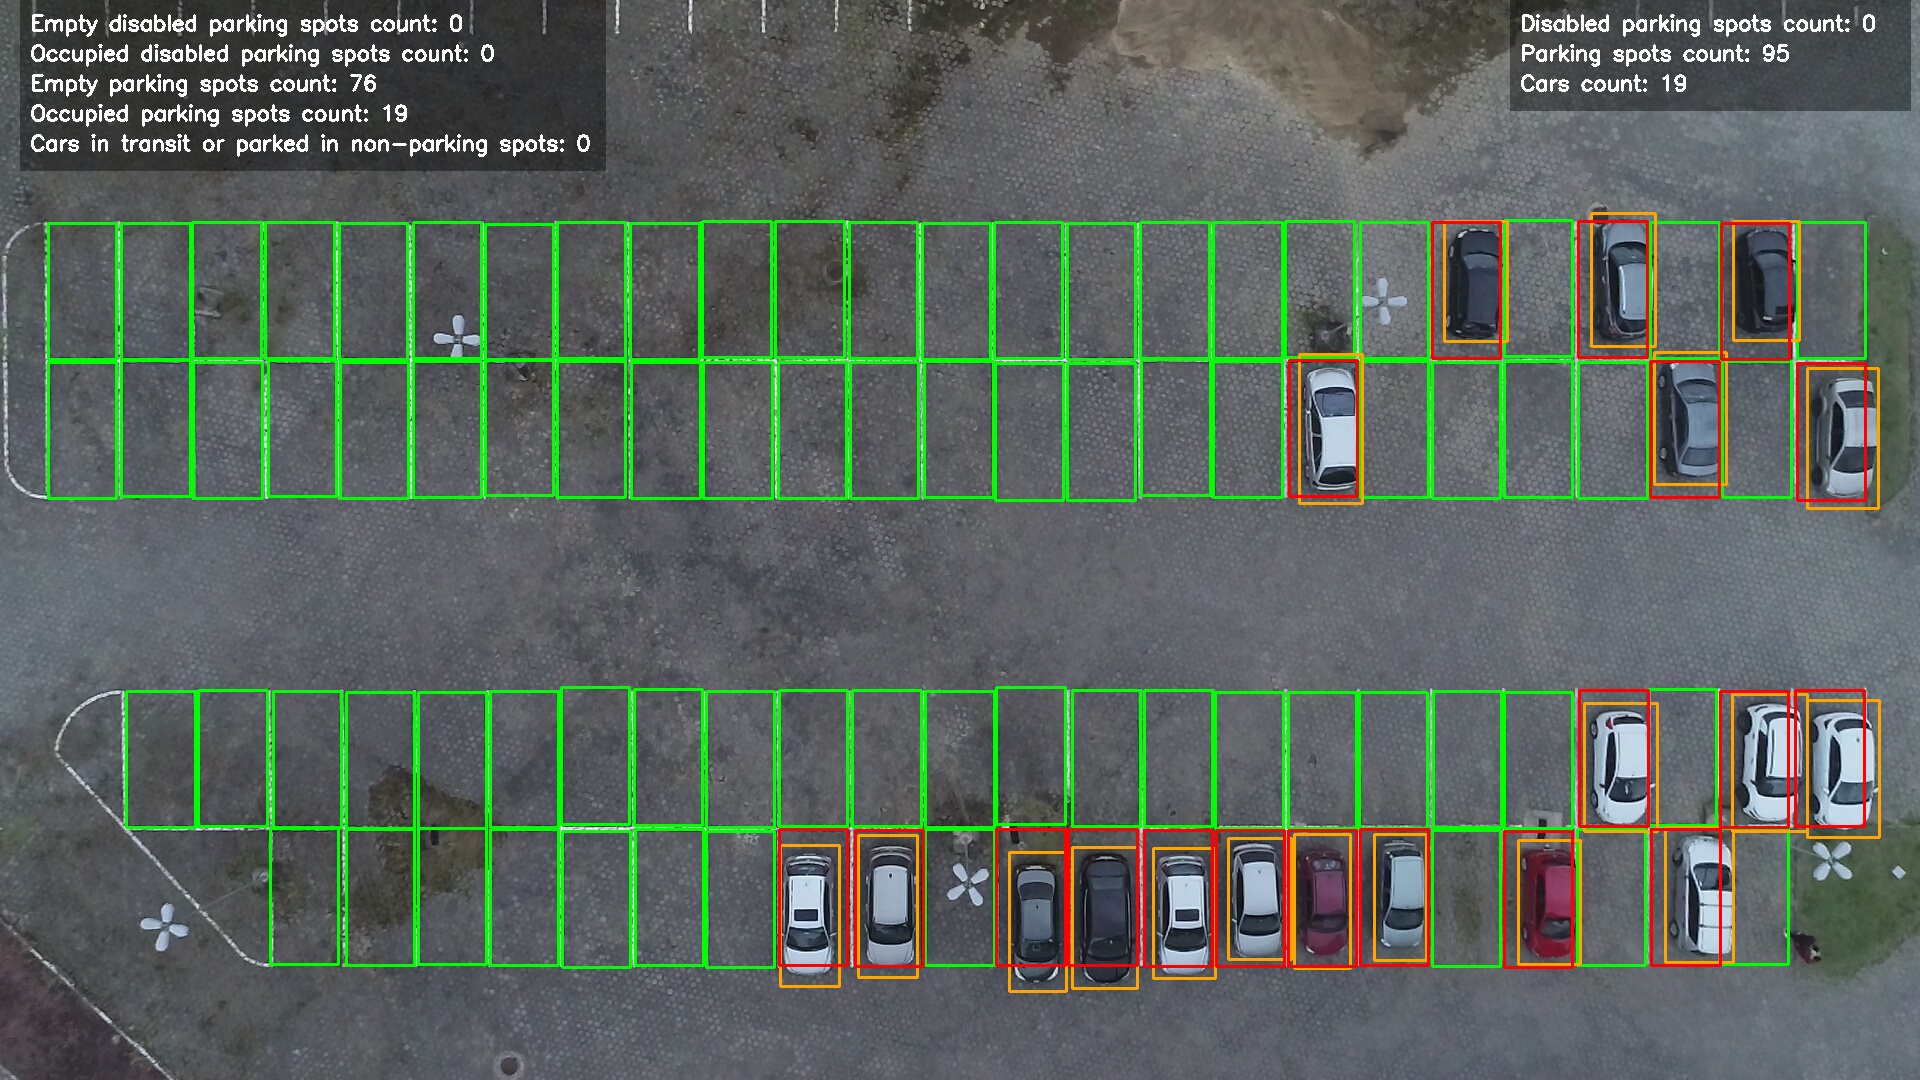 Empty disabled parking spots count: 0
Occupied disabled parking spots count: 0
Empty parking spots count: 76
Occupied parking spots count: 19
Cars in transit or parked in non-parking spots: 0
Disabled parking spots count: 0
Parking spots count: 95
Cars count: 19